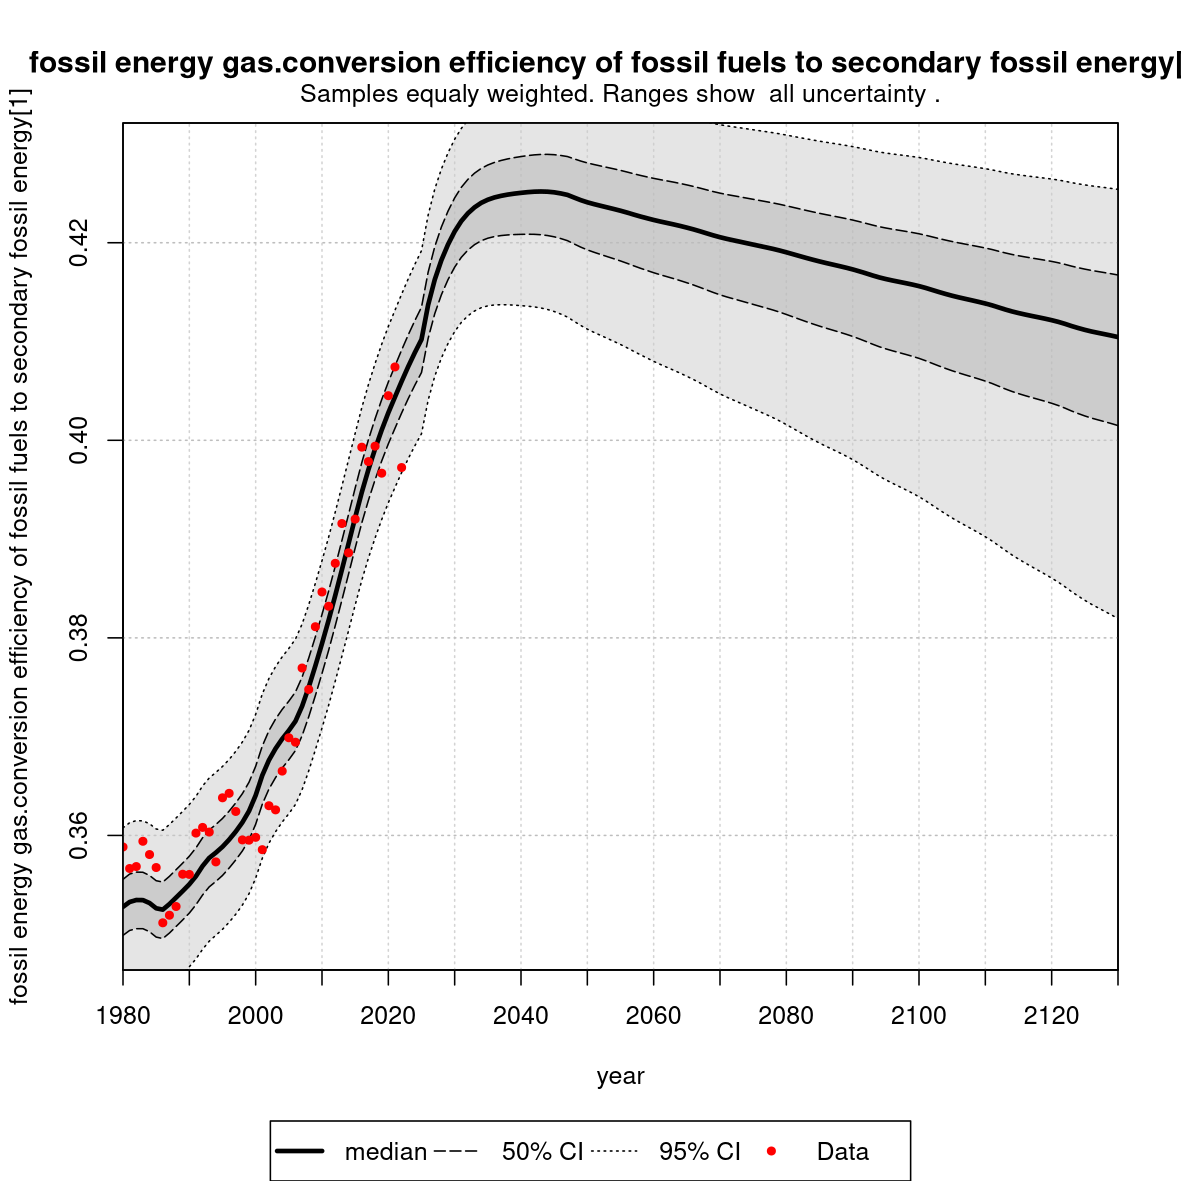 fossil energy gas.conversion efficiency of fossil fuels to secondary fossil energy|
Samples equaly weighted. Ranges show  all uncertainty .
fossil energy gas.conversion efficiency of fossil fuels to secondary fossil energy[1]
0.42
0.40
0.38
0.36
1980 2000 2020 2040 2060 2080 2100 2120
year
median 50% CI 95% CI Data